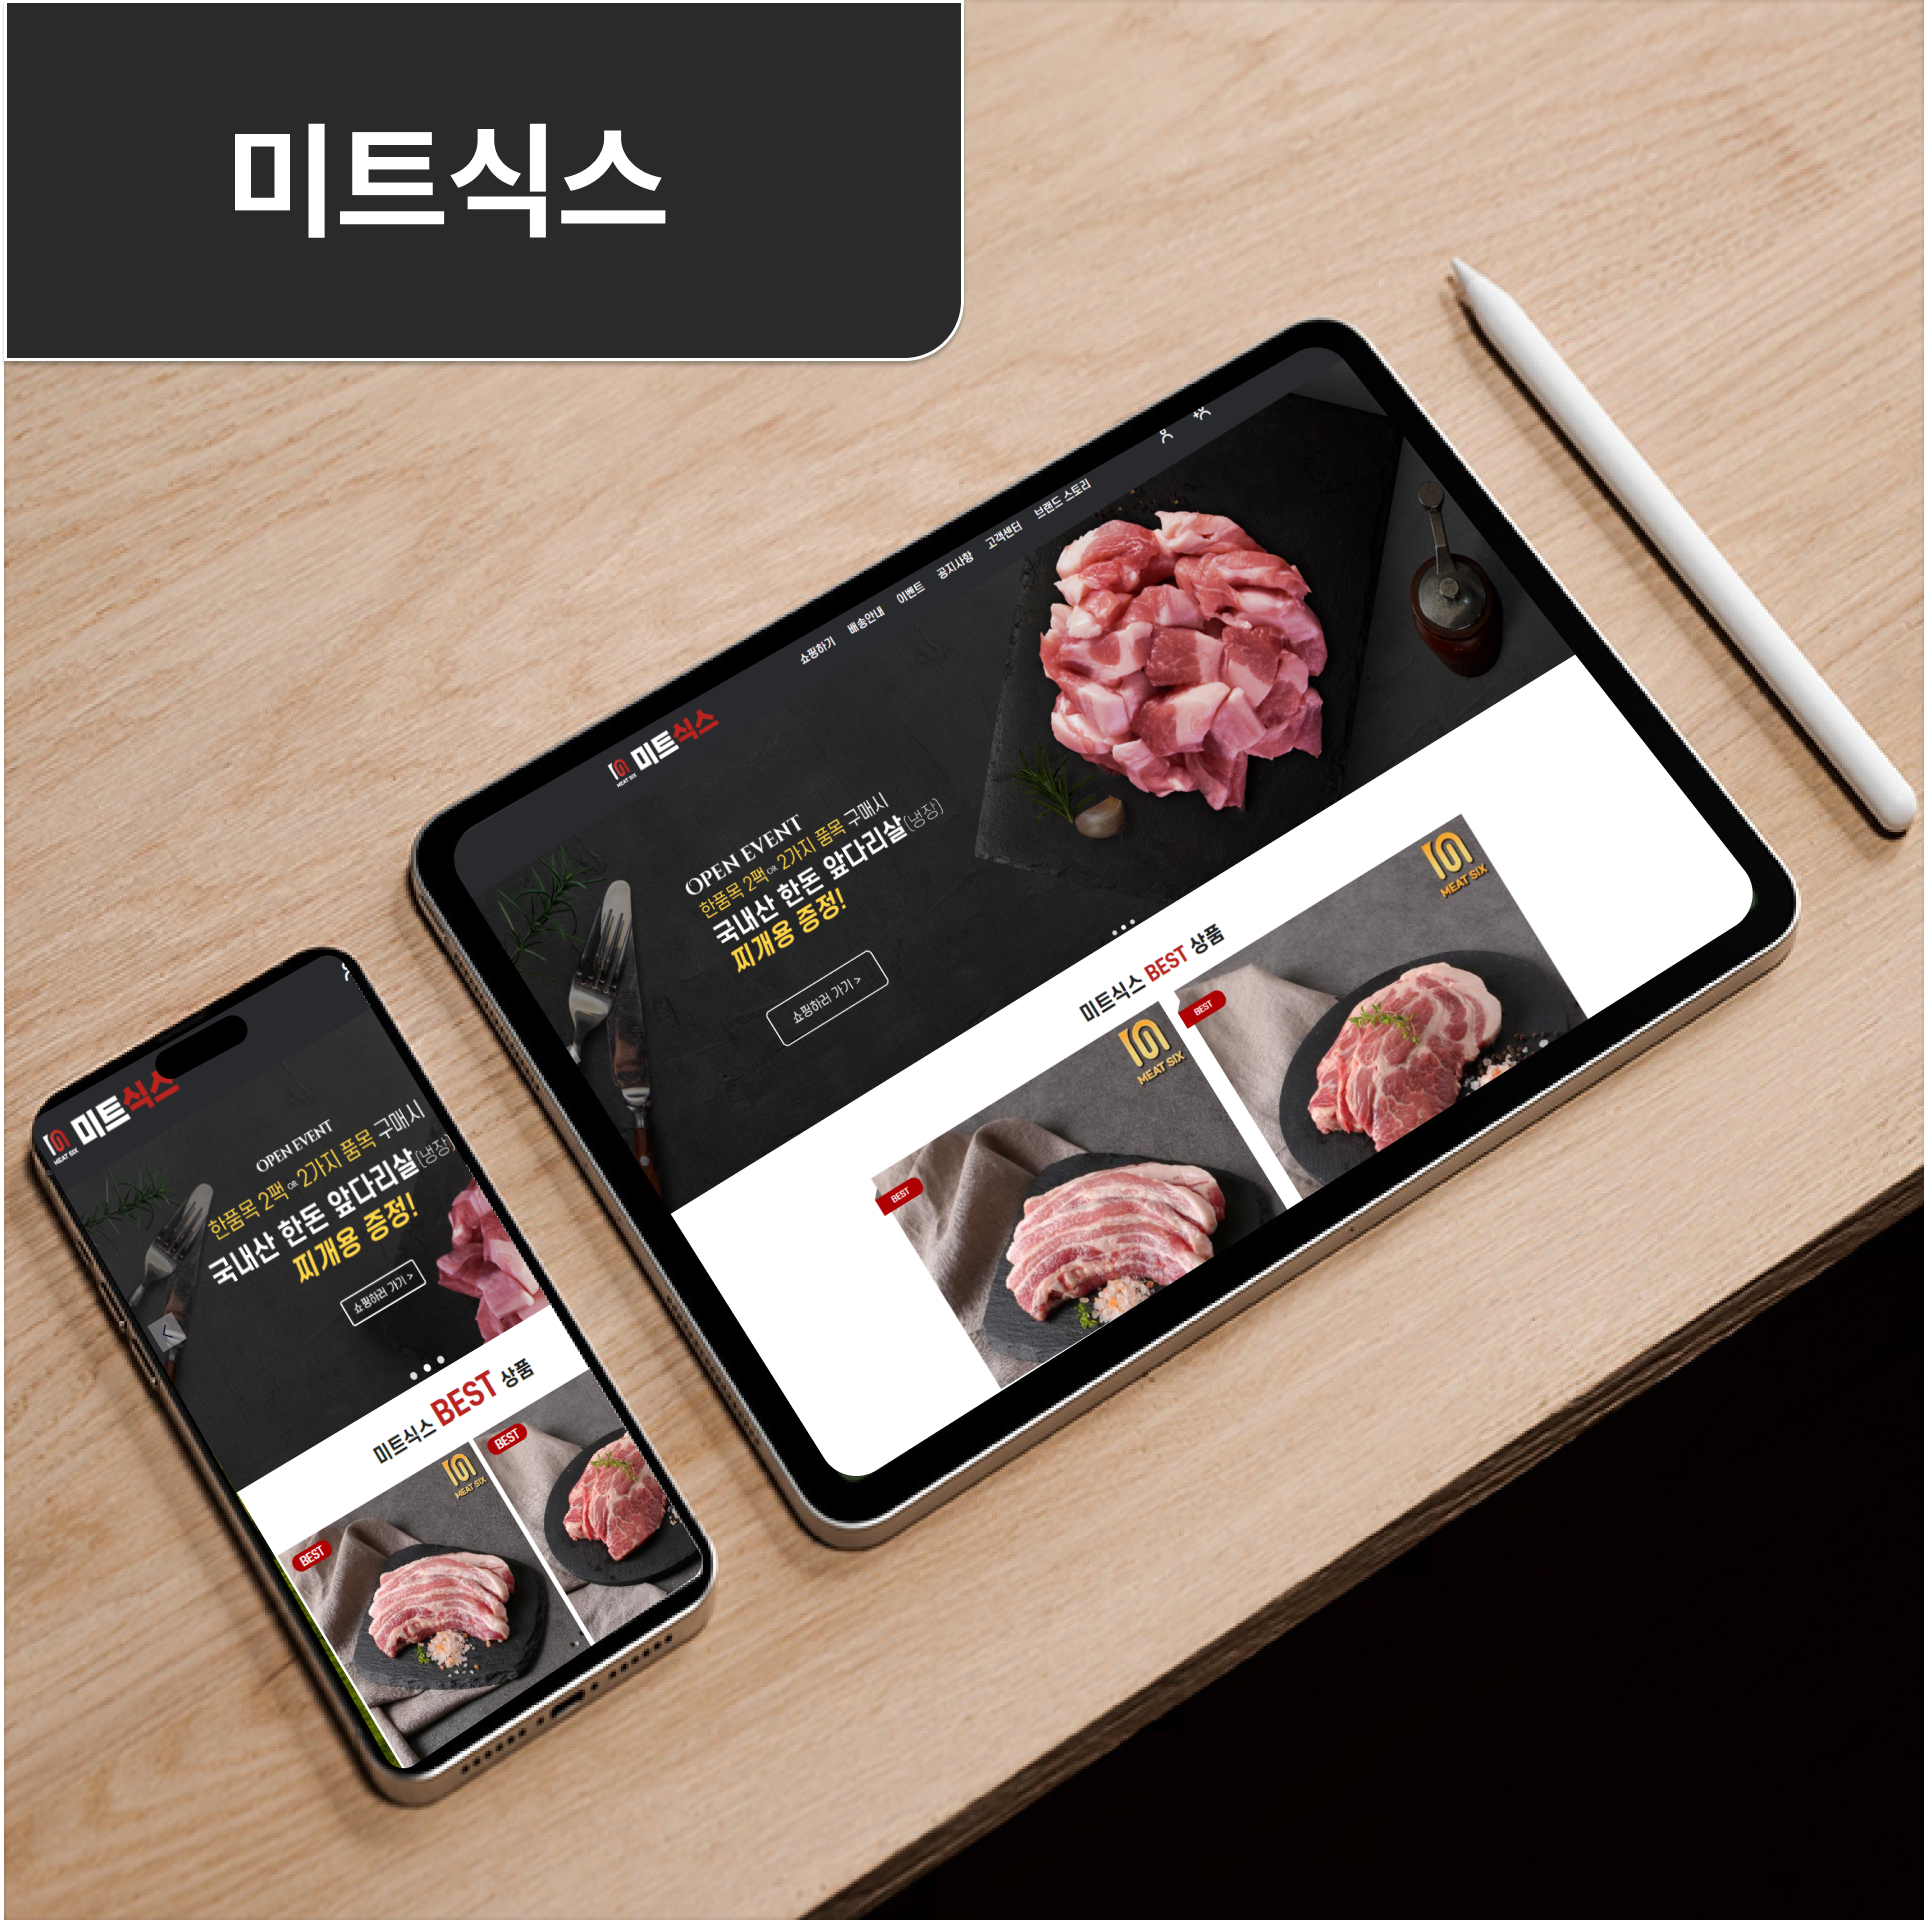 미트식스
쇼핑하기 배송안내 이벤트 공지사항 고객센터 브랜드 스토리
MEAT SIX 미트식스
OPEN EVENT
한품목 2팩 OR 2가지 품목 구매시
국내산 한돈 앞다리살(냉장)
찌개용 증정!
쇼핑하러 가기 >
미트식스 BEST 상품
BEST
MEAT SIX
BEST
MEAT SIX
MEAT SIX 미트식스
OPEN EVENT
한품목 2팩 OR 2가지 품목 구매시
국내산 한돈 앞다리살(냉장)
찌개용 증정!
쇼핑하러 가기 >
미트식스 BEST 상품
BEST
MEAT SIX
BEST